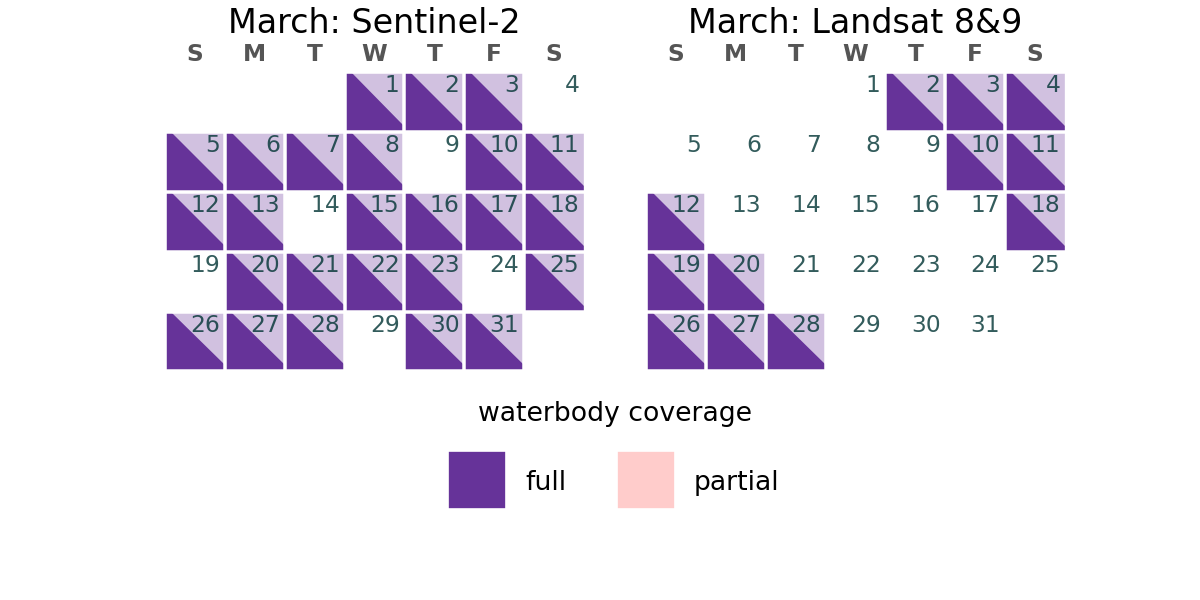 March: Sentinel-2
S M T W T F S
1 2 3 4
5 6 7 8 9 10 11
12 13 14 15 16 17 18
19 20 21 22 23 24 25
26 27 28 29 30 31
March: Landsat 8&9
S M T W T F S
1 2 3 4
5 6 7 8 9 10 11
12 13 14 15 16 17 18
19 20 21 22 23 24 25
26 27 28 29 30 31
waterbody coverage
full partial